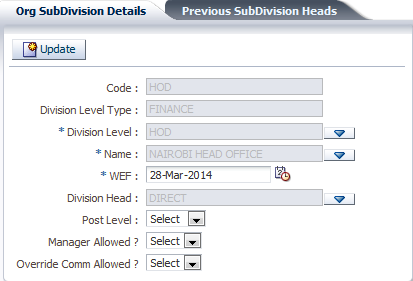 Org SubDivision Details Previous SubDivision Heads
Update
Code : HOD
Division Level Type : FINANCE
* Division Level : HOD
* Name : NAIROBI HEAD OFFICE
* WEF : 28-Mar-2014
Division Head : DIRECT
Post Level : Select
Manager Allowed ? Select
Override Comm Allowed ? Select